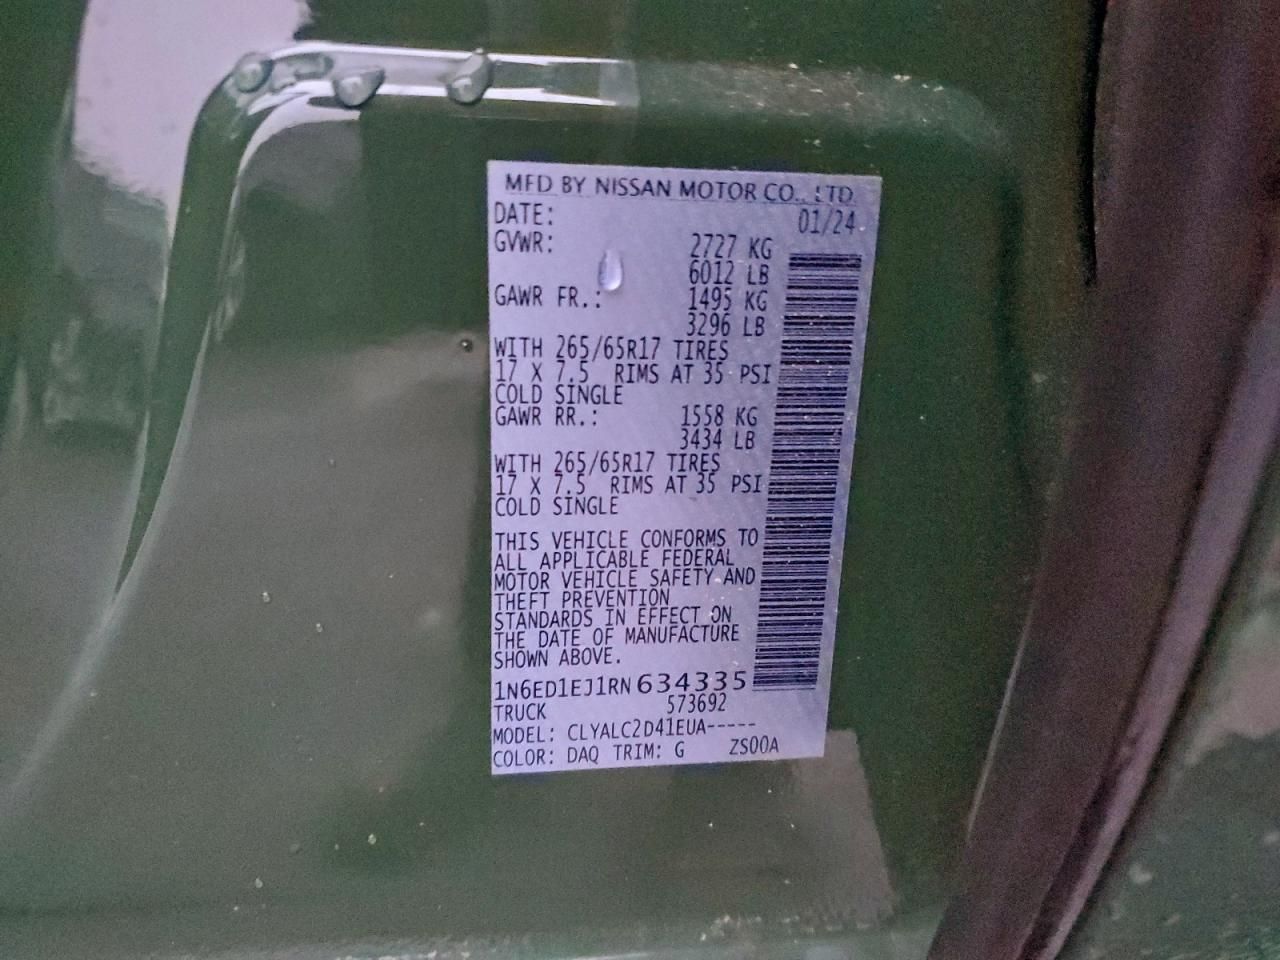 MFD BY NISSAN MOTOR CO., LTD.
DATE: 01/24
GVWR: 2727 KG
6012 LB
GAWR FR.: 1495 KG
3296 LB
WITH 265/65R17 TIRES
17 X 7.5 RIMS AT 35 PSI
COLD SINGLE
GAWR RR.: 1558 KG
3434 LB
WITH 265/65R17 TIRES
17 X 7.5 RIMS AT 35 PSI
COLD SINGLE
THIS VEHICLE CONFORMS TO
ALL APPLICABLE FEDERAL
MOTOR VEHICLE SAFETY AND
THEFT PREVENTION
STANDARDS IN EFFECT ON
THE DATE OF MANUFACTURE
SHOWN ABOVE.
1N6ED1EJ1RN634335
TRUCK 573692
MODEL: CLYALC2D41EUA-----
COLOR: DAQ TRIM: G ZS00A